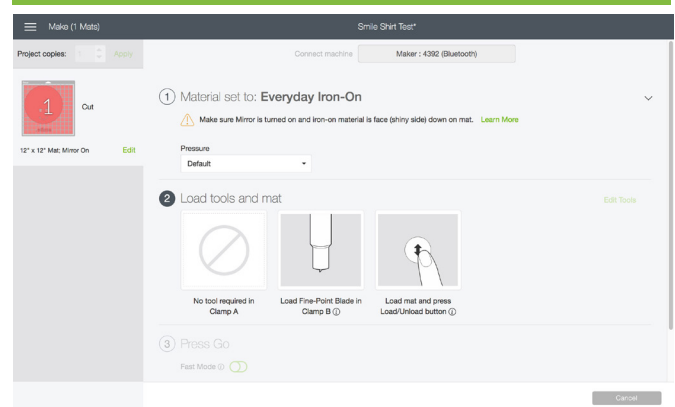 Make (1 Mats)
Smile Shirt Test*
Project copies: 1 Apply
Connect machine Maker : 4392 (Bluetooth)
1 Material set to: Everyday Iron-On
Make sure Mirror is turned on and iron-on material is face (shiny side) down on mat. Learn More
1
Cut
12" x 12" Mat; Mirror On Edit
Pressure
Default
2 Load tools and mat
Edit Tools
No tool required in
Clamp A
Load Fine-Point Blade in
Clamp B
Load mat and press
Load/Unload button
3 Press Go
Fast Mode
Cancel